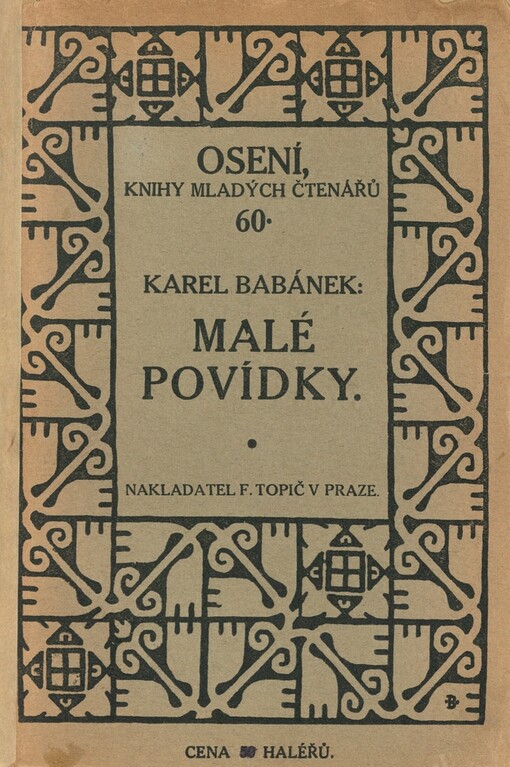 OSENÍ,
KNIHY MLADÝCH ČTENÁŘŮ
60·
KAREL BABÁNEK:
MALÉ
POVÍDKY.
•
NAKLADATEL F. TOPIČ V PRAZE.
CENA HALÉŘŮ.